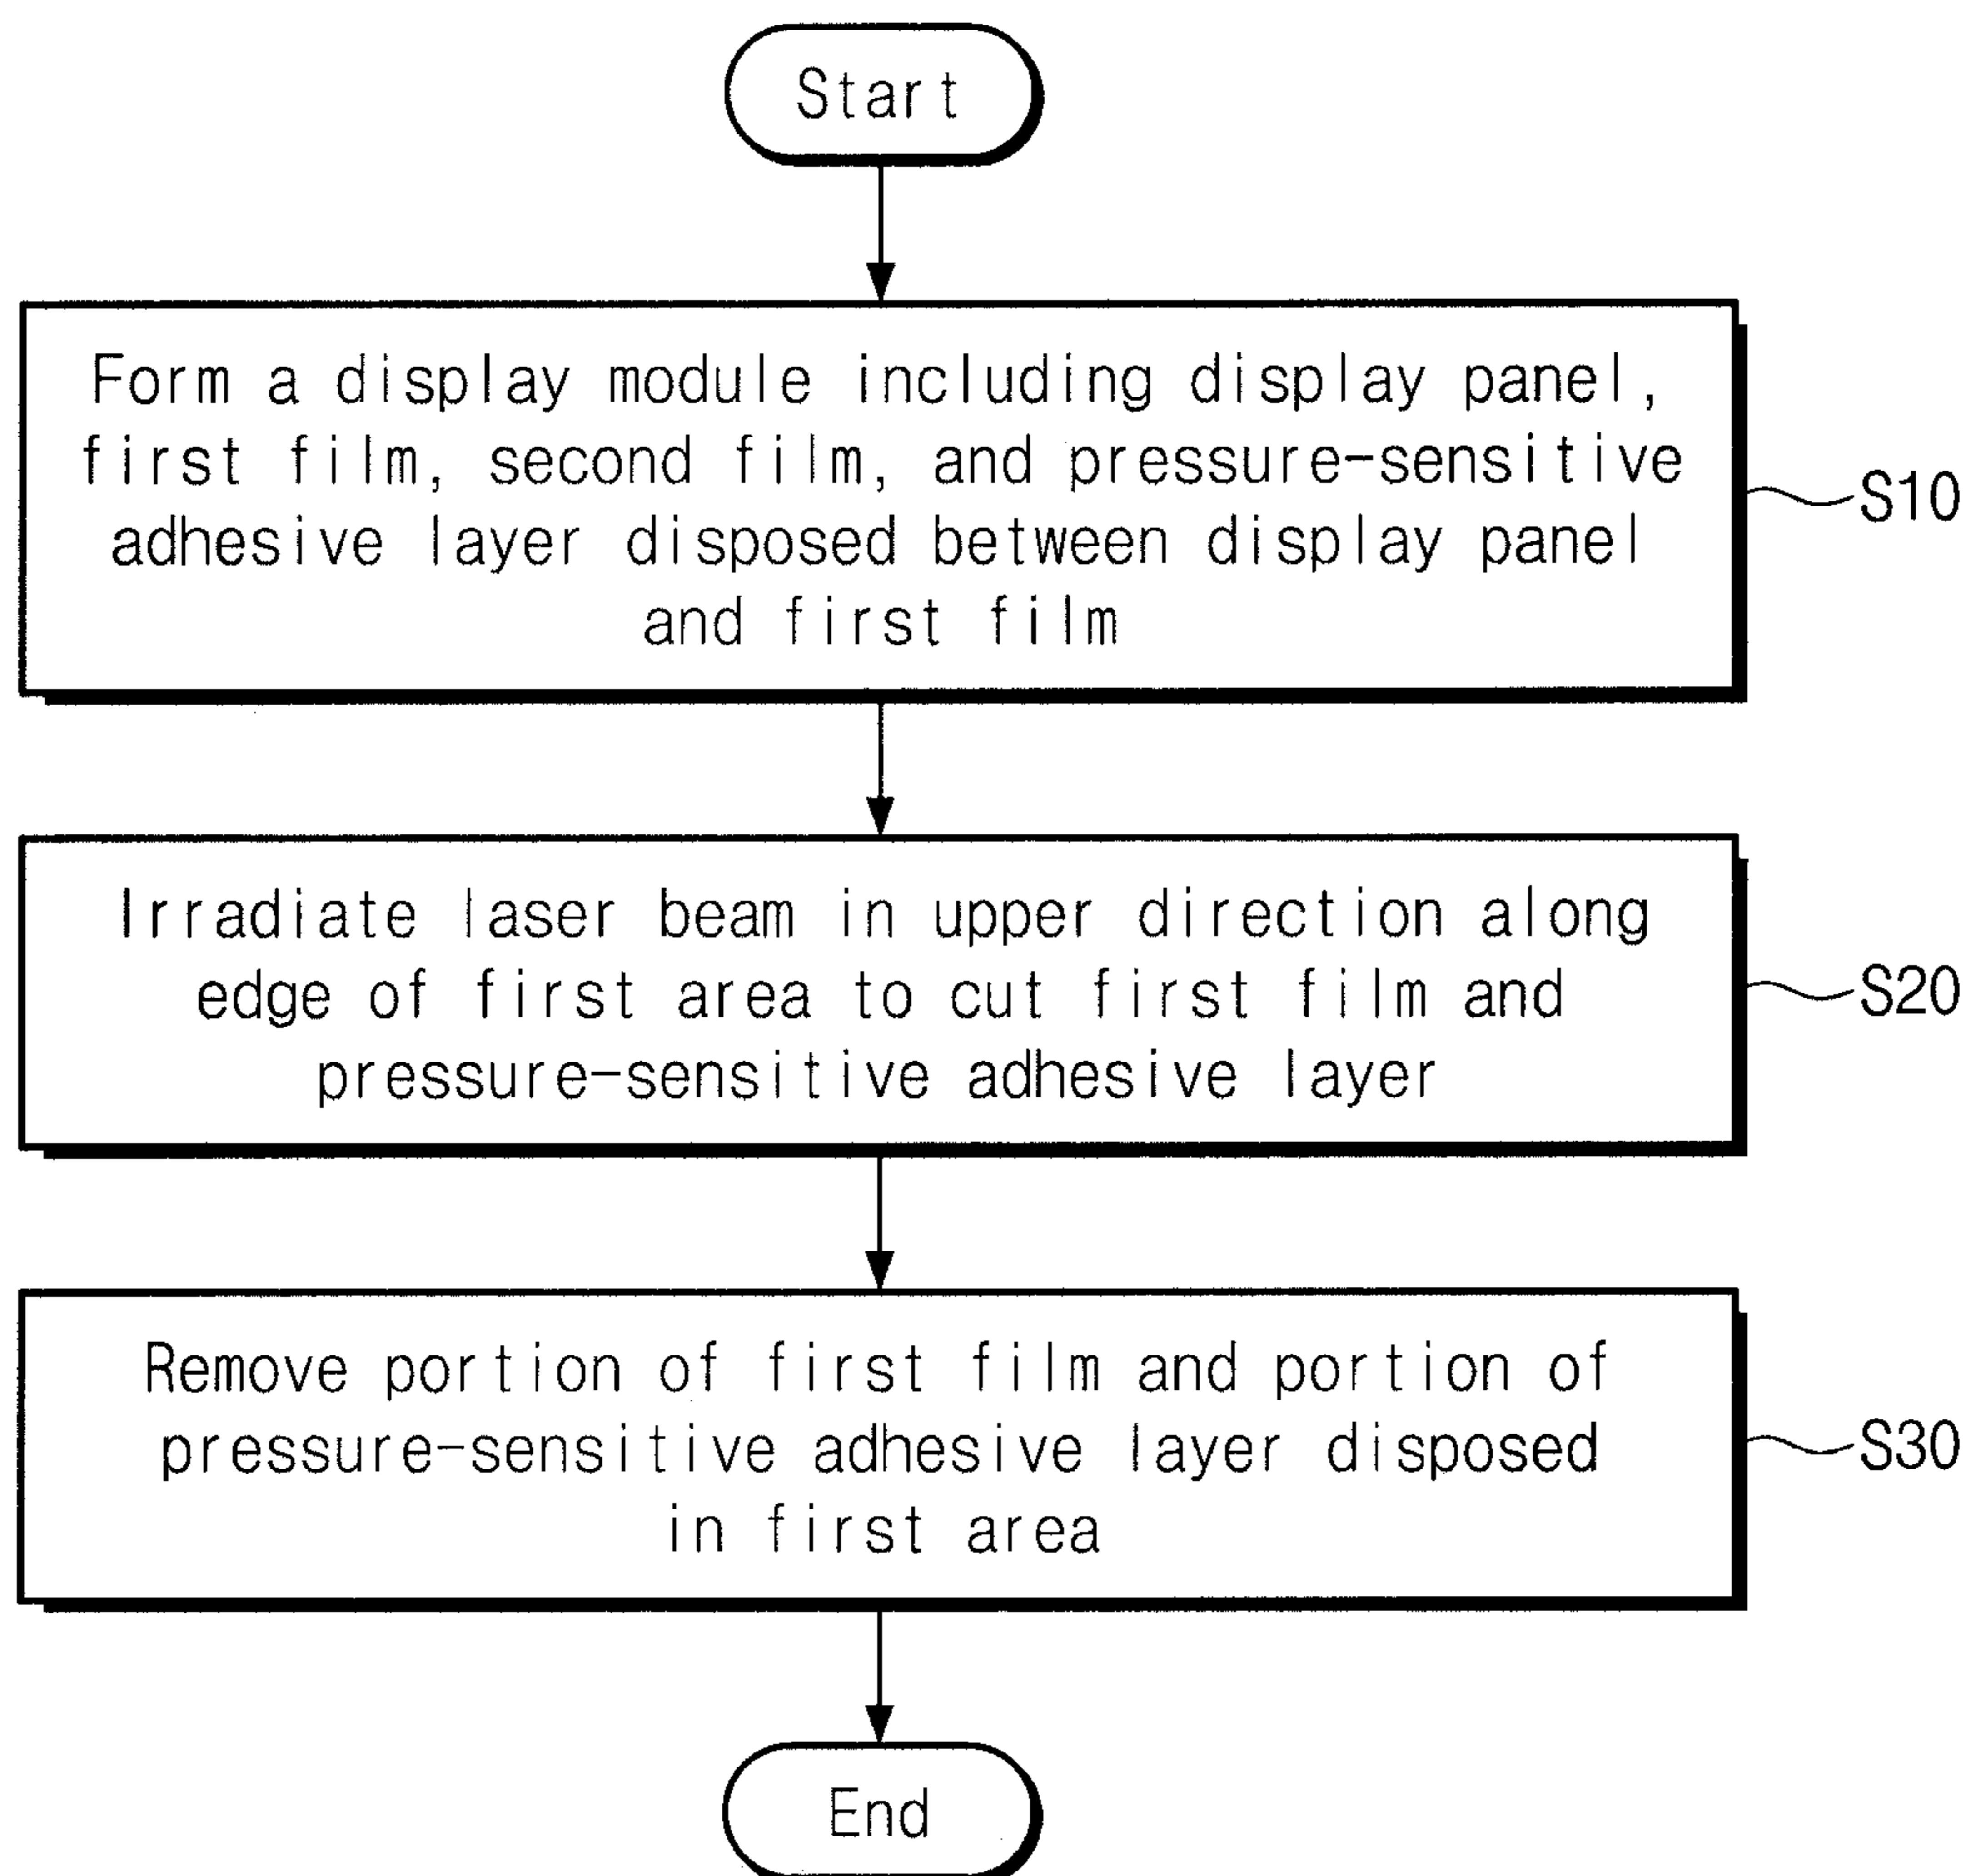 Start
Form a display module including display panel,
first film, second film, and pressure-sensitive
adhesive layer disposed between display panel
and first film
S10
Irradiate laser beam in upper direction along
edge of first area to cut first film and
pressure-sensitive adhesive layer
S20
Remove portion of first film and portion of
pressure-sensitive adhesive layer disposed
in first area
S30
End